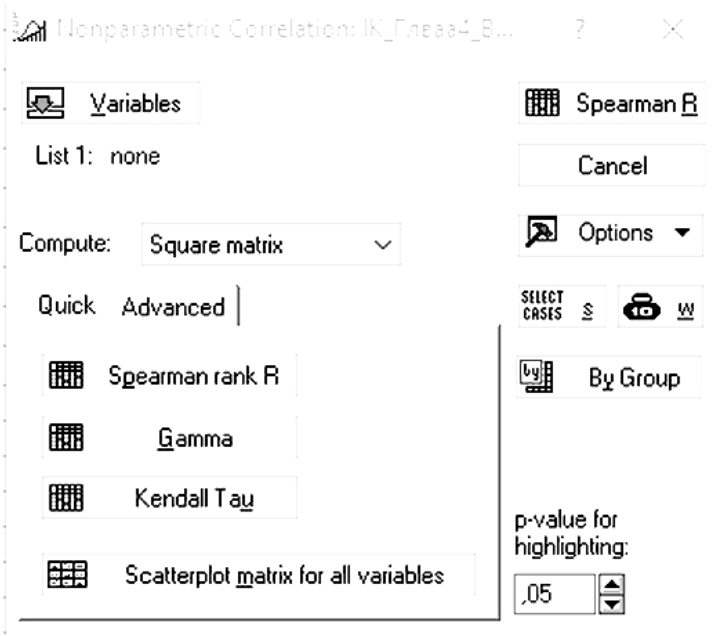 Nonparametric Correlation: IK_Глваа4_В...
Variables
Spearman R
List 1: none
Cancel
Options
Compute: Square matrix
SELECT CASES S W
Quick Advanced
By Group
Spearman rank R
Gamma
Kendall Tau
p-value for
highlighting:
Scatterplot matrix for all variables
,05